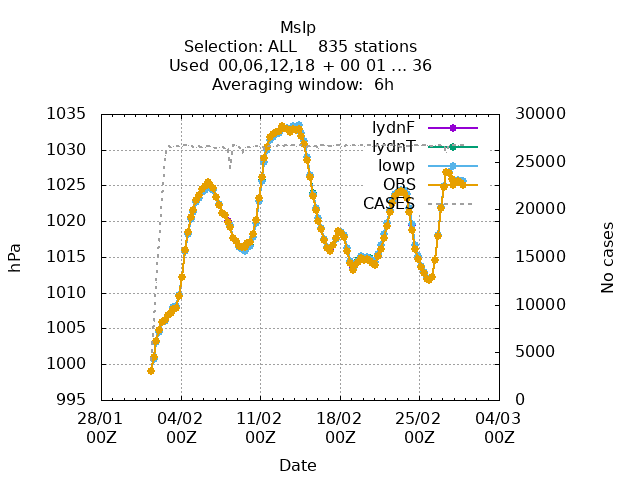 Mslp
Selection: ALL    835 stations
Used  00,06,12,18  + 00 01 ... 36
Averaging window:  6h
1035
1030
1025
1020
1015
1010
1005
1000
995
hPa
30000
25000
20000
15000
10000
5000
0
No cases
lydnF
lydnT
lowp
OBS
CASES
28/01 04/02 11/02 18/02 25/02 04/03
00Z 00Z 00Z 00Z 00Z 00Z
Date